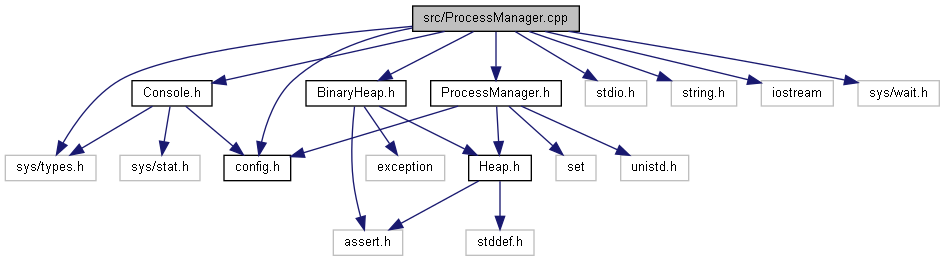 src/ProcessManager.cpp
Console.h
BinaryHeap.h
ProcessManager.h
stdio.h
string.h
iostream
sys/wait.h
sys/types.h
sys/stat.h
config.h
exception
Heap.h
set
unistd.h
assert.h
stddef.h